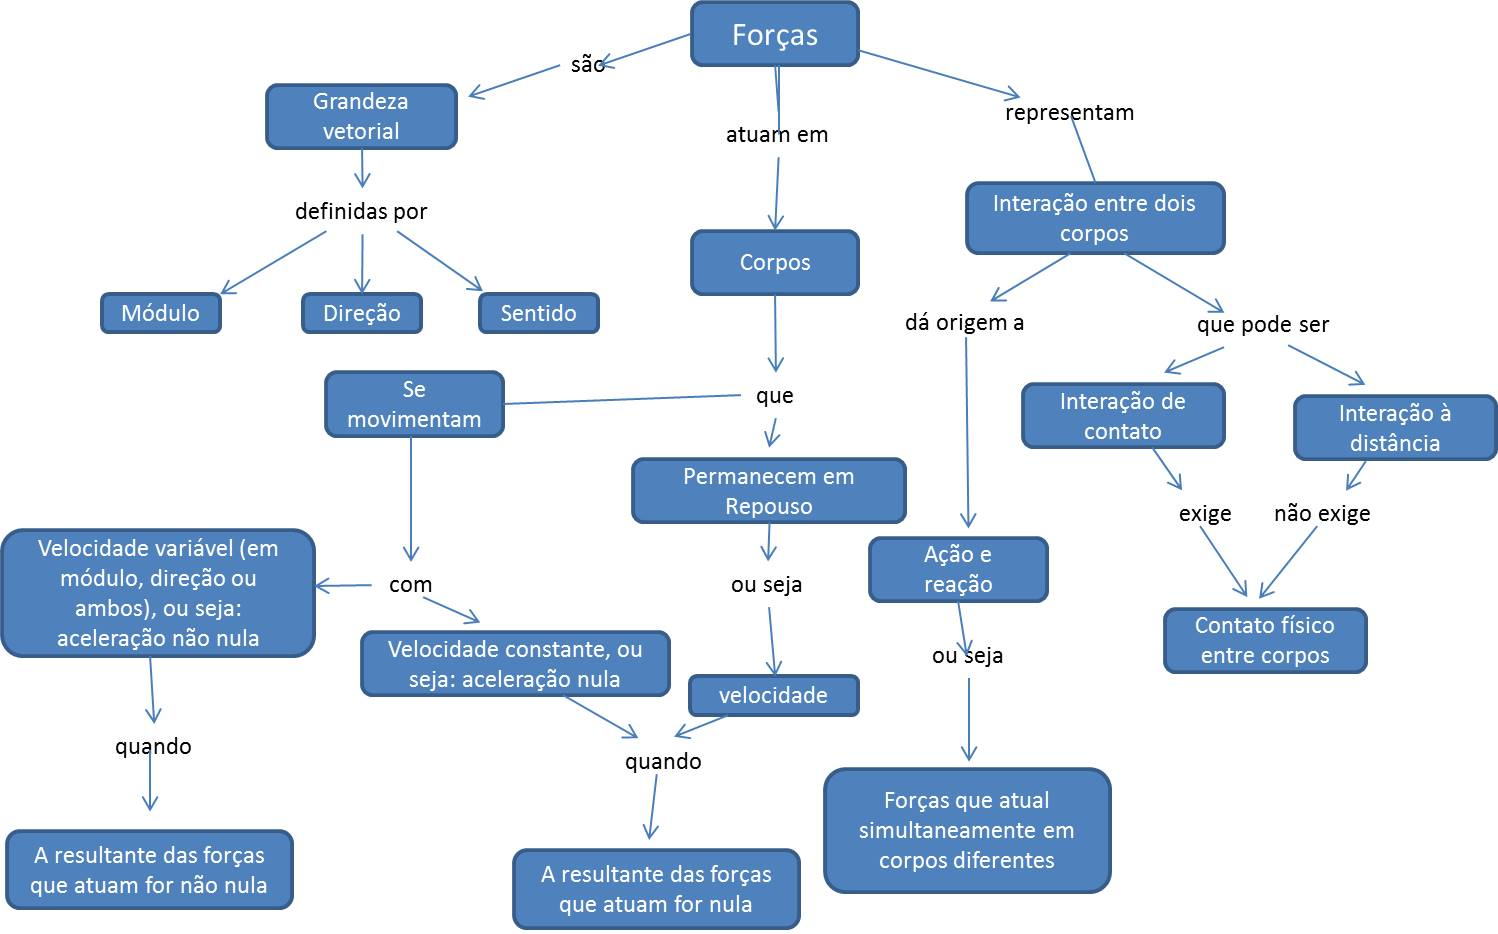 Forças
são
Grandeza
vetorial
definidas por
Módulo
Direção
Sentido
atuam em
Corpos
que
Se
movimentam
com
Velocidade variável (em
módulo, direção ou
ambos), ou seja:
aceleração não nula
quando
A resultante das forças
que atuam for não nula
Velocidade constante, ou
seja: aceleração nula
Permanecem em
Repouso
ou seja
velocidade
quando
A resultante das forças
que atuam for nula
representam
Interação entre dois
corpos
dá origem a
Ação e
reação
ou seja
Forças que atual
simultaneamente em
corpos diferentes
que pode ser
Interação de
contato
exige
Interação à
distância
não exige
Contato físico
entre corpos